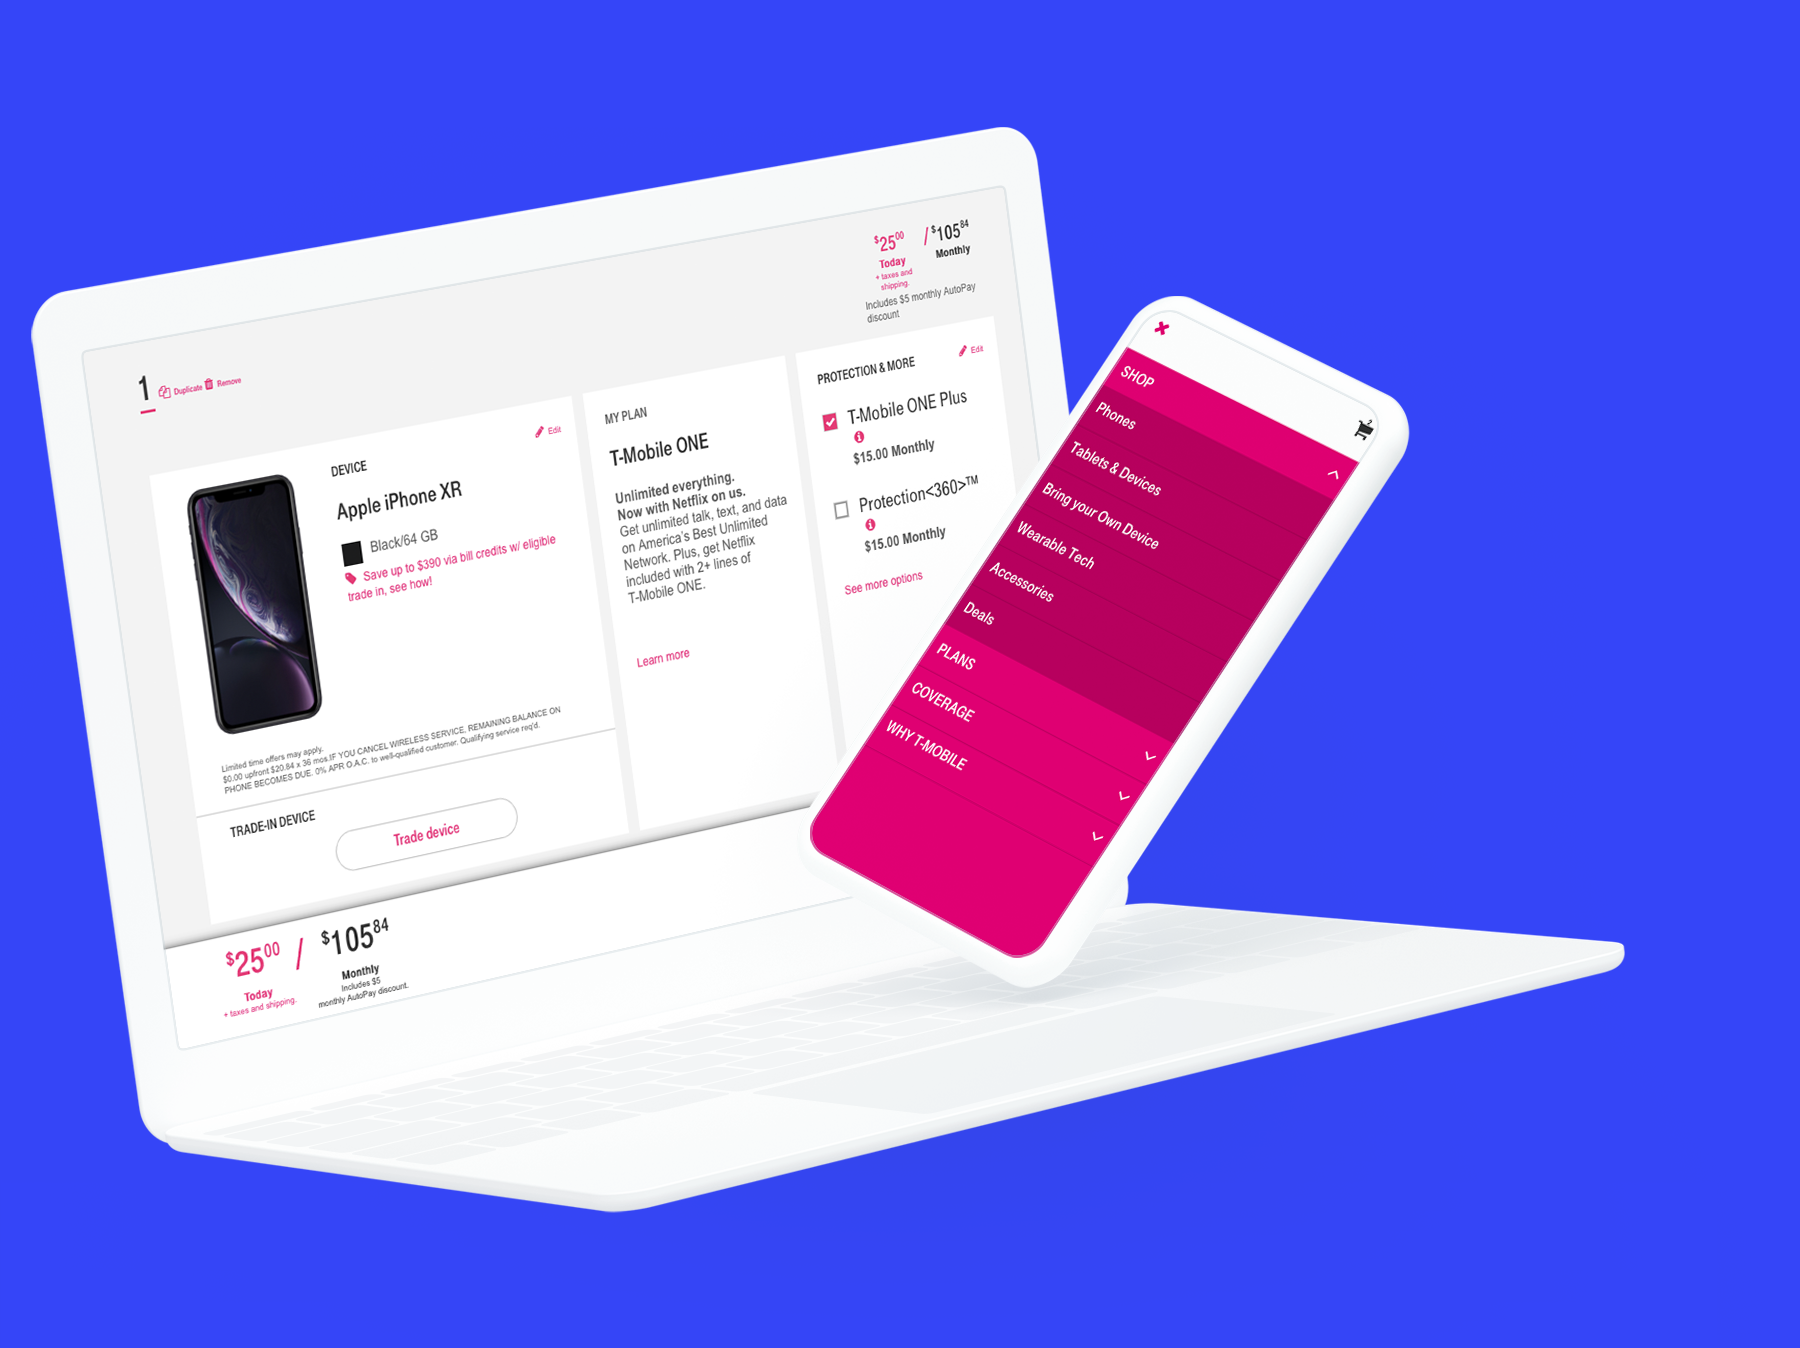 $25.00
Today
+ taxes and
shipping.
/
$105.84
Monthly
Includes $5 monthly AutoPay
discount
1
Duplicate
Remove
DEVICE
Edit
Apple iPhone XR
Black/64 GB
Save up to $390 via bill credits w/ eligible
trade in, see how!
Limited time offers may apply.
$0.00 upfront $20.84 x 36 mos.IF YOU CANCEL WIRELESS SERVICE, REMAINING BALANCE ON
PHONE BECOMES DUE. 0% APR O.A.C. to well-qualified customer. Qualifying service req'd.
TRADE-IN DEVICE
Trade device
MY PLAN
T-Mobile ONE
Unlimited everything.
Now with Netflix on us.
Get unlimited talk, text, and data
on America's Best Unlimited
Network. Plus, get Netflix
included with 2+ lines of
T-Mobile ONE.
Learn more
PROTECTION & MORE
Edit
T-Mobile ONE Plus
$15.00 Monthly
Protection<360>™
$15.00 Monthly
See more options
$25.00
Today
+ taxes and shipping.
/
$105.84
Monthly
Includes $5
monthly AutoPay discount.
2
SHOP
Phones
Tablets & Devices
Bring your Own Device
Wearable Tech
Accessories
Deals
PLANS
COVERAGE
WHY T-MOBILE